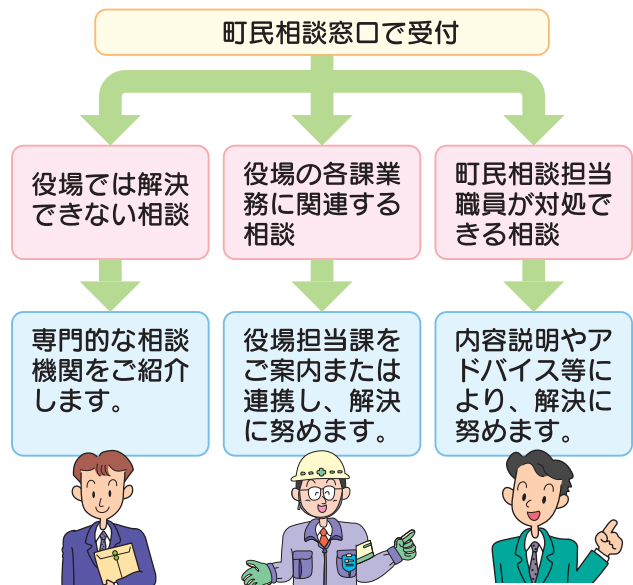 町民相談窓口で受付
役場では解決
できない相談
役場の各課業
務に関連する
相談
町民相談担当
職員が対処で
きる相談
専門的な相談
機関をご紹介
します。
役場担当課を
ご案内または
連携し、解決
に努めます。
内容説明やア
ドバイス等に
より、解決に
努めます。